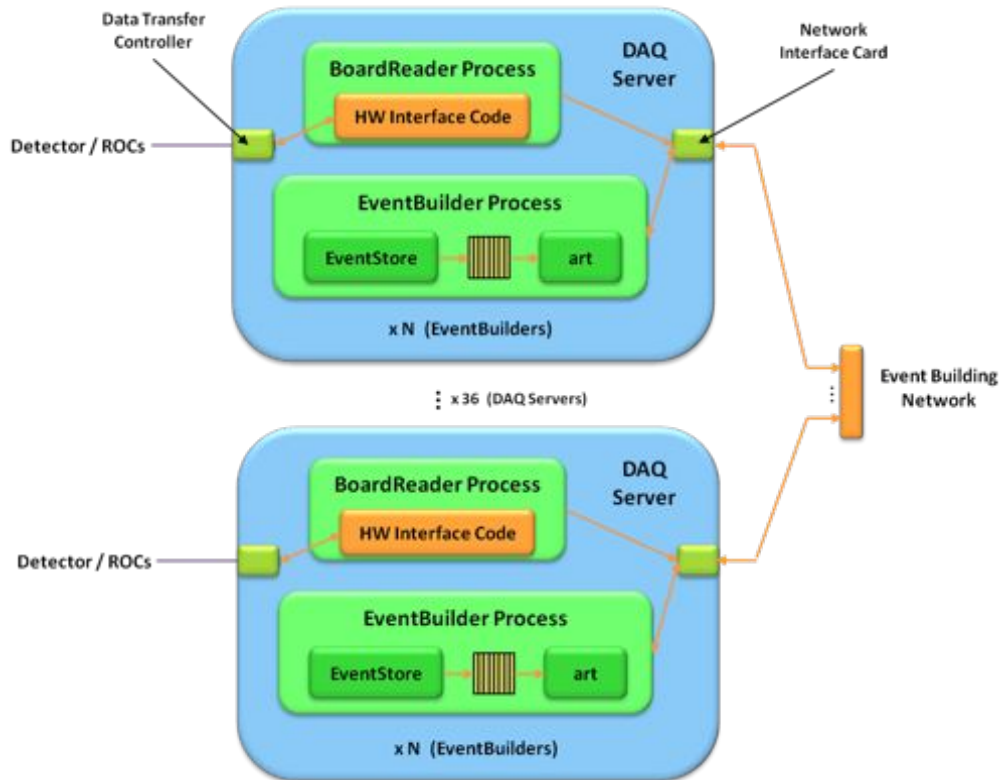 Data Transfer
Controller
Network
Interface Card
DAQ
Server
BoardReader Process
HW Interface Code
Detector / ROCs
EventBuilder Process
EventStore
art
x N (EventBuilders)
x 36 (DAQ Servers)
Event Building
Network
DAQ
Server
BoardReader Process
HW Interface Code
Detector / ROCs
EventBuilder Process
EventStore
art
x N (EventBuilders)